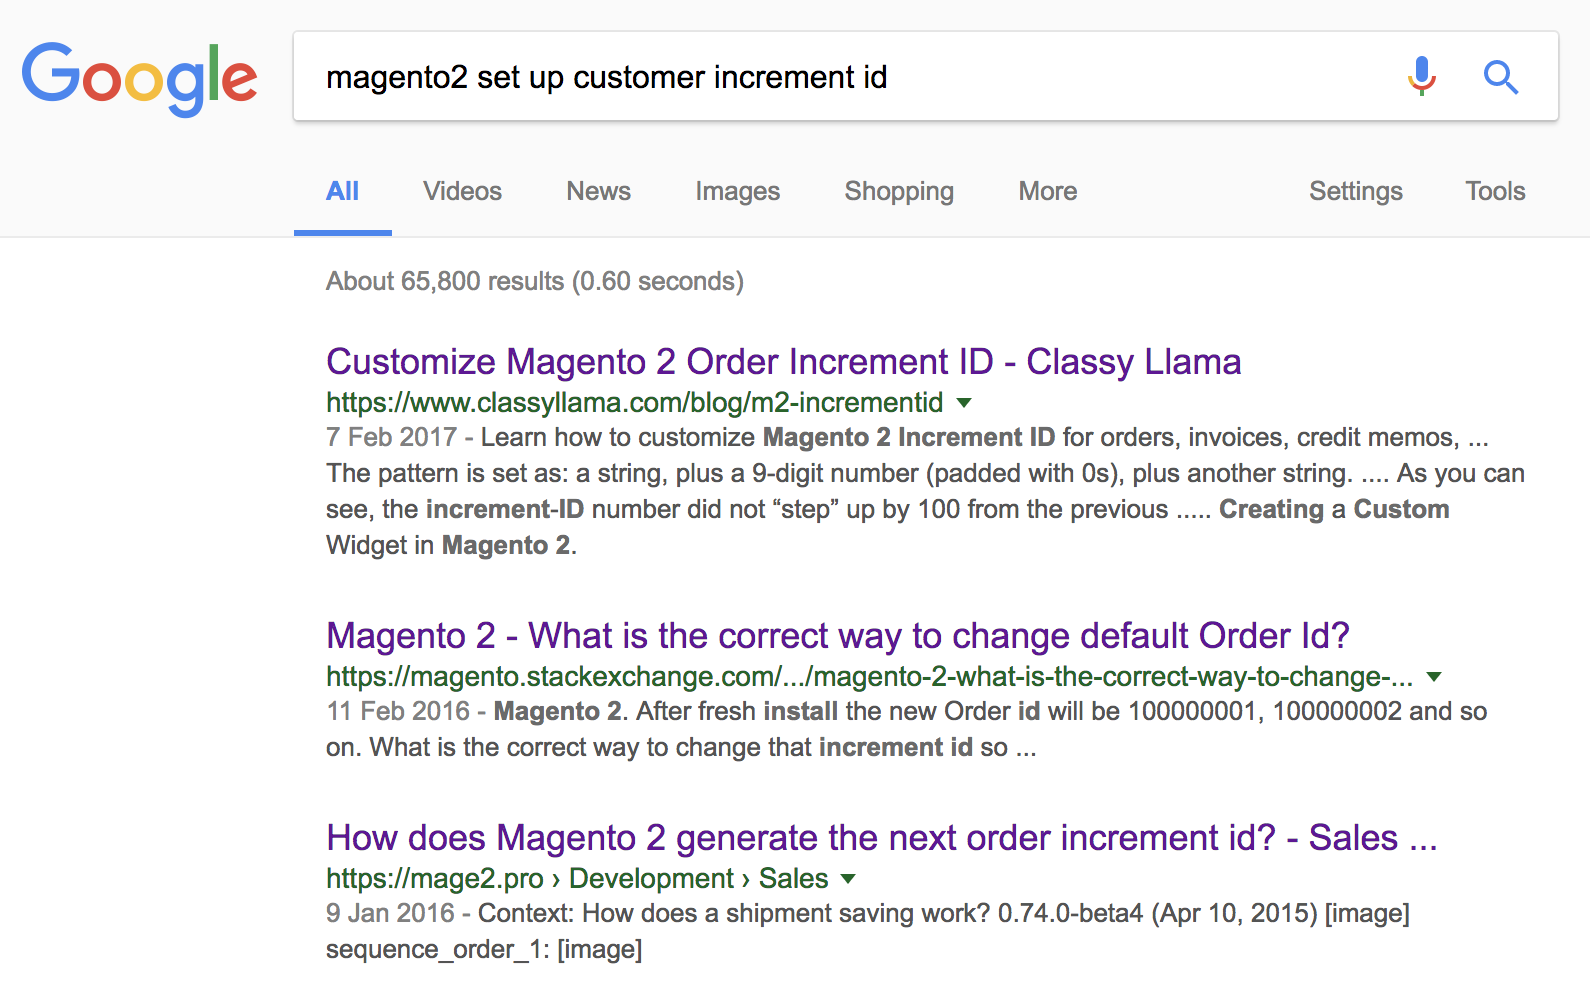 Google
magento2 set up customer increment id
All Videos News Images Shopping More Settings Tools
About 65,800 results (0.60 seconds)
Customize Magento 2 Order Increment ID - Classy Llama
https://www.classyllama.com/blog/m2-incrementid
7 Feb 2017 - Learn how to customize Magento 2 Increment ID for orders, invoices, credit memos, ...
The pattern is set as: a string, plus a 9-digit number (padded with 0s), plus another string. .... As you can
see, the increment-ID number did not “step” up by 100 from the previous ..... Creating a Custom
Widget in Magento 2.
Magento 2 - What is the correct way to change default Order Id?
https://magento.stackexchange.com/.../magento-2-what-is-the-correct-way-to-change-...
11 Feb 2016 - Magento 2. After fresh install the new Order id will be 100000001, 100000002 and so
on. What is the correct way to change that increment id so ...
How does Magento 2 generate the next order increment id? - Sales ...
https://mage2.pro › Development › Sales
9 Jan 2016 - Context: How does a shipment saving work? 0.74.0-beta4 (Apr 10, 2015) [image]
sequence_order_1: [image]